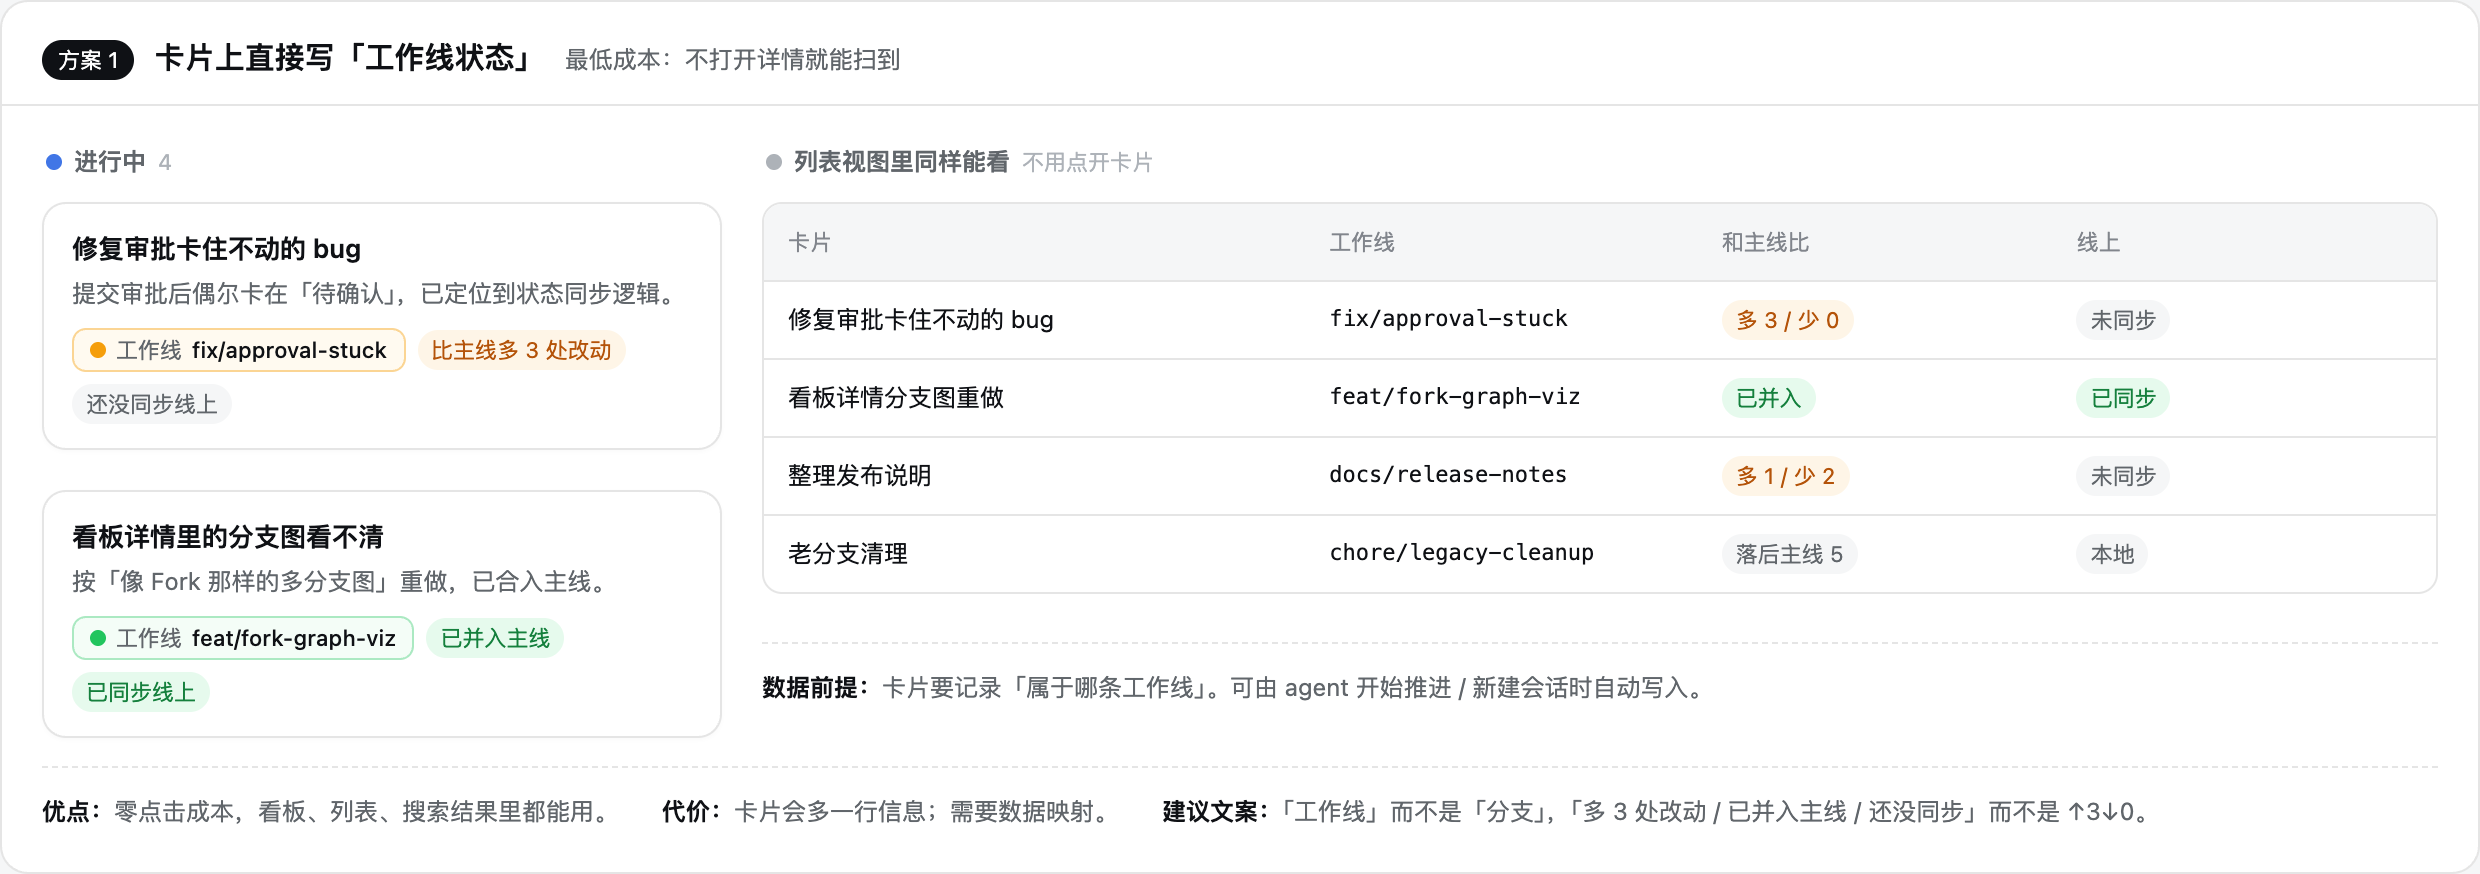 方案 1 卡片上直接写「工作线状态」 最低成本：不打开详情就能扫到
进行中 4
修复审批卡住不动的 bug
提交审批后偶尔卡在「待确认」，已定位到状态同步逻辑。
工作线 fix/approval-stuck 比主线多 3 处改动
还没同步线上
看板详情里的分支图看不清
按「像 Fork 那样的多分支图」重做，已合入主线。
工作线 feat/fork-graph-viz 已并入主线
已同步线上
列表视图里同样能看 不用点开卡片
卡片 工作线 和主线比 线上
修复审批卡住不动的 bug fix/approval-stuck 多 3 / 少 0 未同步
看板详情分支图重做 feat/fork-graph-viz 已并入 已同步
整理发布说明 docs/release-notes 多 1 / 少 2 未同步
老分支清理 chore/legacy-cleanup 落后主线 5 本地
数据前提：卡片要记录「属于哪条工作线」。可由 agent 开始推进 / 新建会话时自动写入。
优点：零点击成本，看板、列表、搜索结果里都能用。 代价：卡片会多一行信息；需要数据映射。 建议文案：「工作线」而不是「分支」，「多 3 处改动 / 已并入主线 / 还没同步」而不是 ↑3↓0。